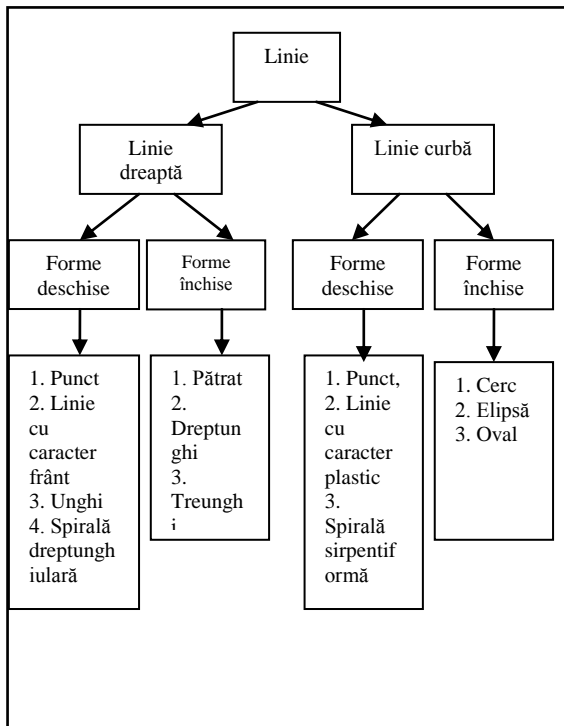 Linie
Linie
dreaptă
Linie curbă
Forme
deschise
Forme
închise
Forme
deschise
Forme
închise
1. Punct
2. Linie
cu
caracter
frânt
3. Unghi
4. Spirală
dreptungh
iulară
1. Pătrat
2.
Dreptun
ghi
3.
Treungh
i
1. Punct,
2. Linie
cu
caracter
plastic
3.
Spirală
sirpentif
ormă
1. Cerc
2. Elipsă
3. Oval